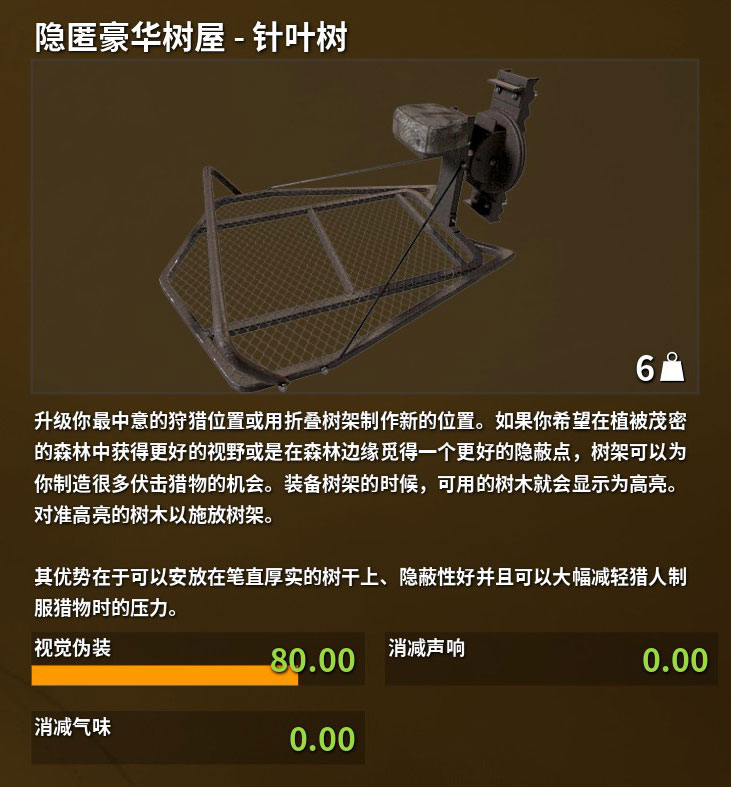 隐匿豪华树屋 - 针叶树
6
升级你最中意的狩猎位置或用折叠树架制作新的位置。如果你希望在植被茂密
的森林中获得更好的视野或是在森林边缘觅得一个更好的隐蔽点，树架可以为
你制造很多伏击猎物的机会。装备树架的时候，可用的树木就会显示为高亮。
对准高亮的树木以施放树架。
其优势在于可以安放在笔直厚实的树干上、隐蔽性好并且可以大幅减轻猎人制
服猎物时的压力。
视觉伪装 80.00 消减声响 0.00
消减气味 0.00